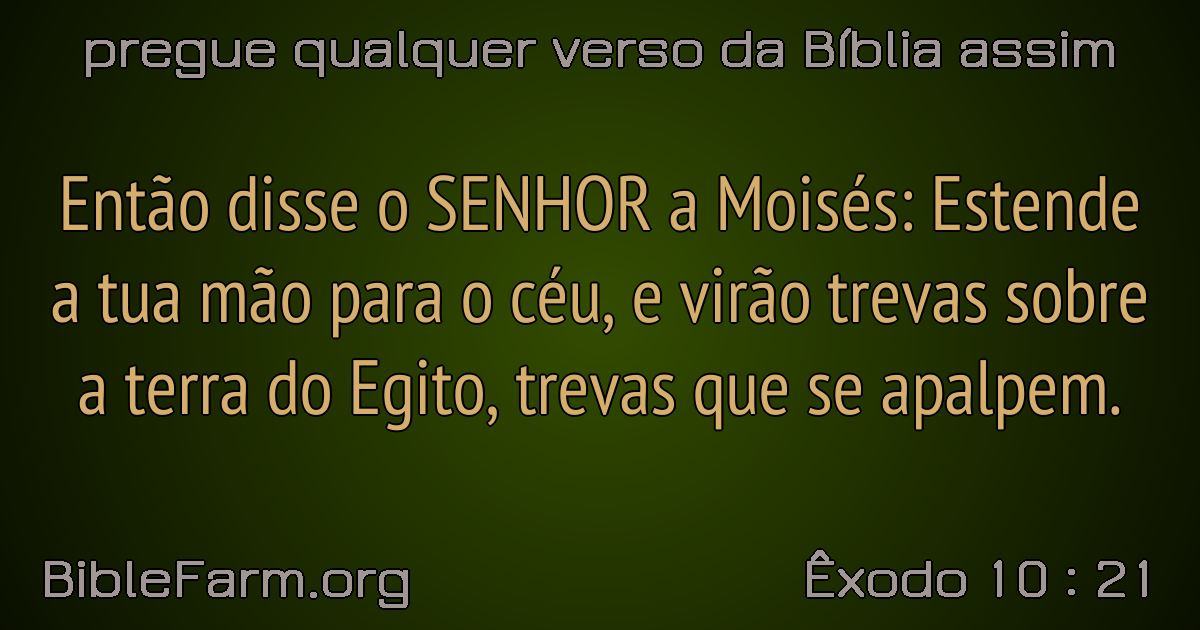 pregue qualquer verso da Bíblia assim
Então disse o SENHOR a Moisés: Estende
a tua mão para o céu, e virão trevas sobre
a terra do Egito, trevas que se apalpem.
BibleFarm.org
Êxodo 10 : 21